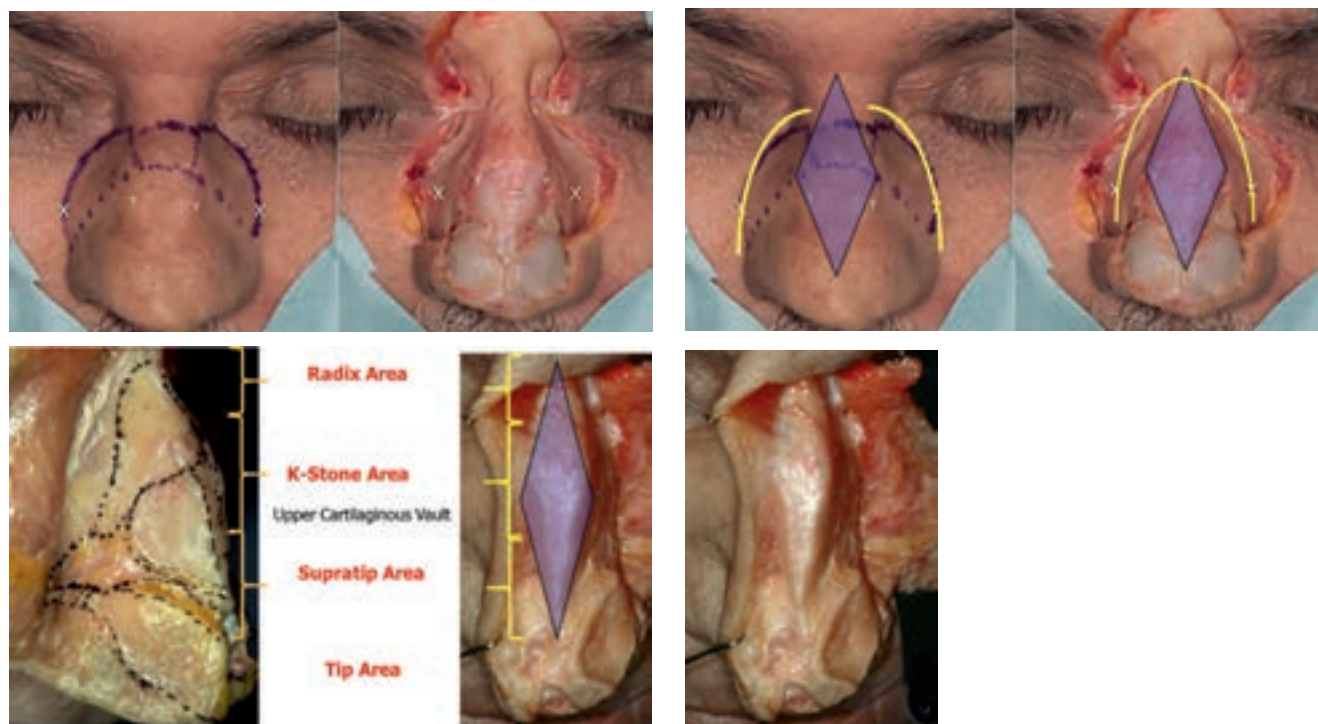 X
X
X
X
Radix Area
K-Stone Area
Upper Cartilaginous Vault
Supratip Area
Tip Area